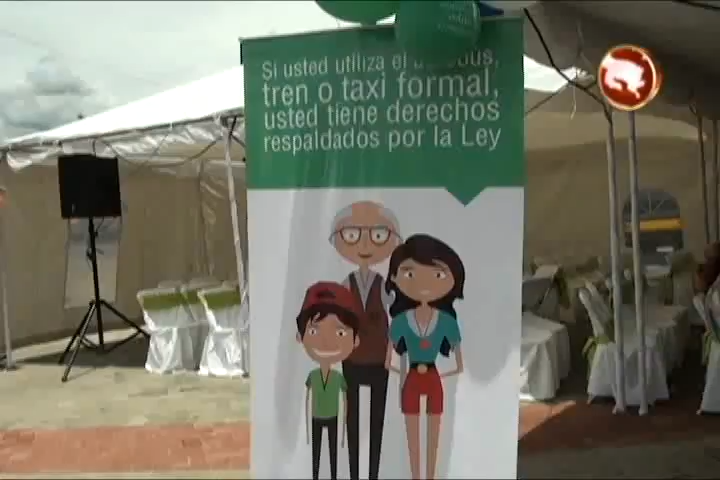 Si usted utiliza el
tren o taxi formal,
usted tiene derechos
respaldados por la Ley